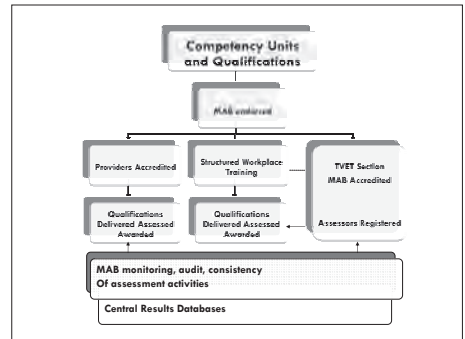 Competency Units
and Qualifications
MAB endorsed
Providers Accredited
Qualifications
Delivered Assessed
Awarded
Structured Workplace
Training
Qualifications
Delivered Assessed
Awarded
TVET Section
MAB Accredited
Assessors Registered
MAB monitoring, audit, consistency
Of assessment activities
Central Results Databases